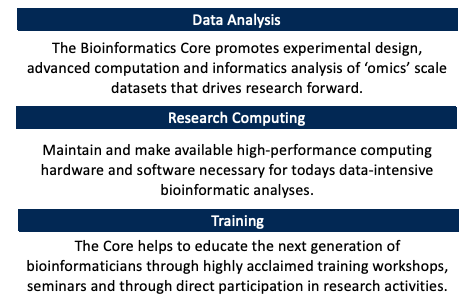 Data Analysis
The Bioinformatics Core promotes experimental design,
advanced computation and informatics analysis of ‘omics’ scale
datasets that drives research forward.
Research Computing
Maintain and make available high-performance computing
hardware and software necessary for todays data-intensive
bioinformatic analyses.
Training
The Core helps to educate the next generation of
bioinformaticians through highly acclaimed training workshops,
seminars and through direct participation in research activities.